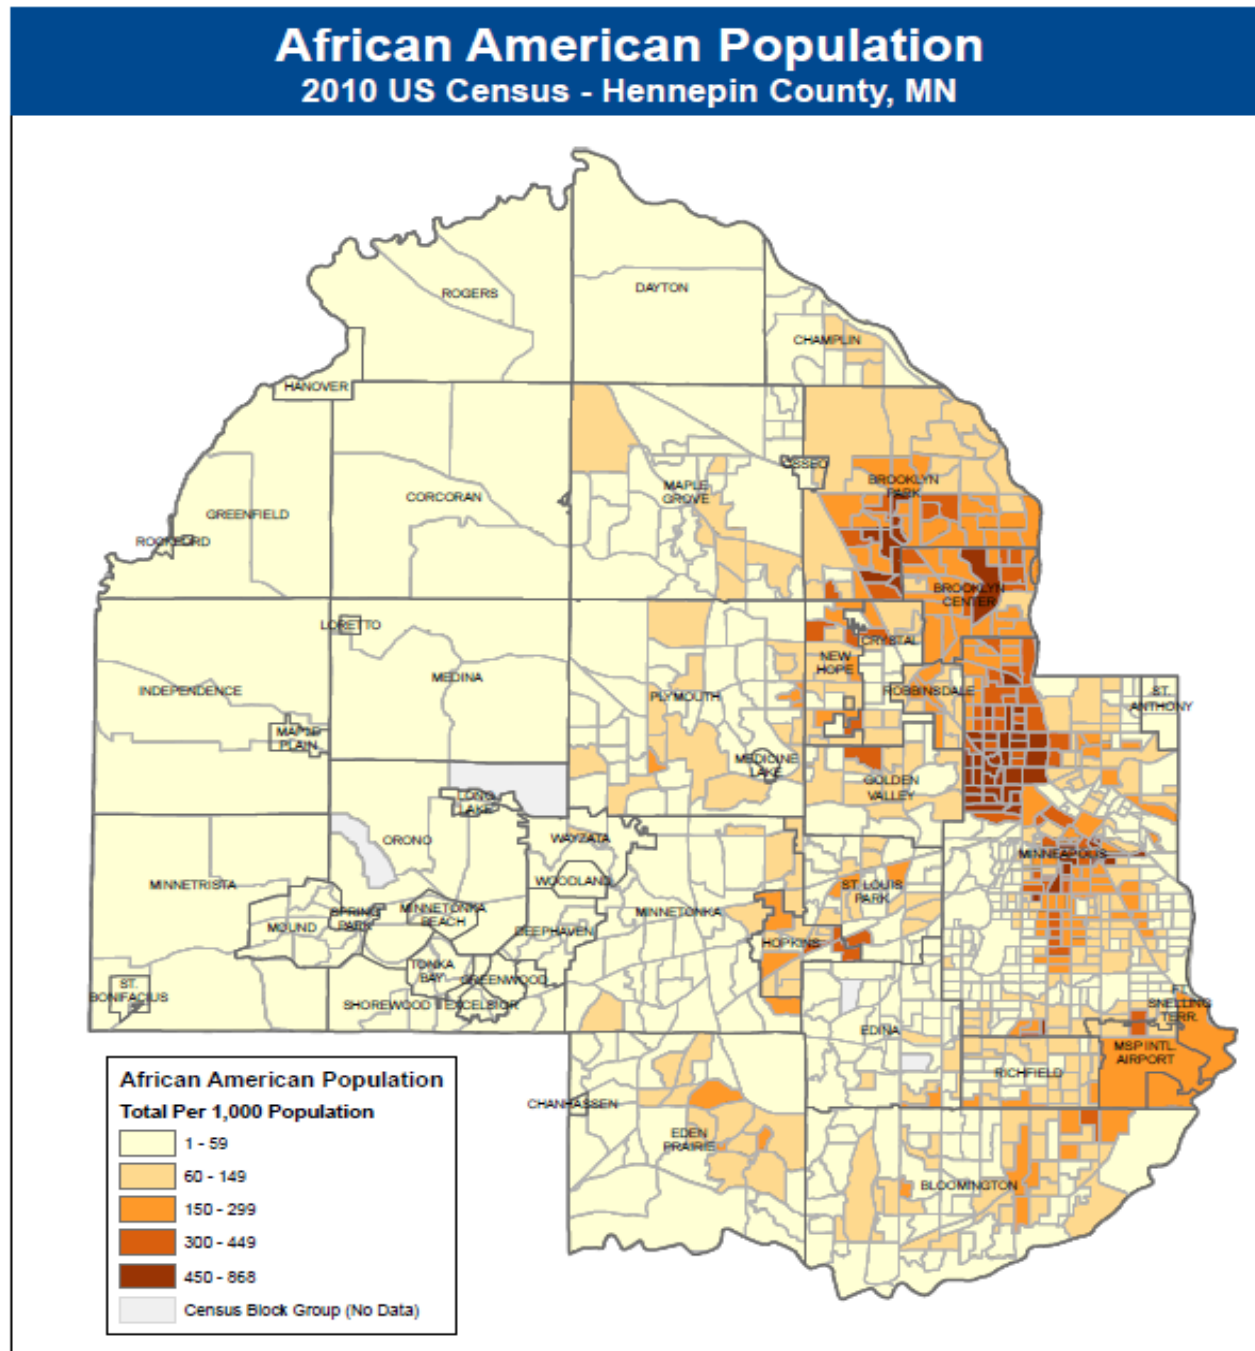 African American Population
2010 US Census - Hennepin County, MN
ROGERS
DAYTON
CHAMPLIN
HANOVER
OSSEO
BROOKLYN
PARK
MAPLE
GROVE
CORCORAN
GREENFIELD
ROCKFORD
BROOKLYN
CENTER
LORETTO
CRYSTAL
NEW
HOPE
MEDINA
INDEPENDENCE
PLYMOUTH
ROBBINSDALE
ST.
ANTHONY
MAPLE
PLAIN
MEDICINE
LAKE
GOLDEN
VALLEY
LONG
LAKE
ORONO
WAYZATA
MINNEAPOLIS
MINNETRISTA
WOODLAND
ST. LOUIS
PARK
SPRING
PARK
MINNETONKA
BEACH
MINNETONKA
MOUND
DEEPHAVEN
HOPKINS
TONKA
BAY
GREENWOOD
ST.
BONIFACIUS
SHOREWOOD
EXCELSIOR
FT.
SNELLING
TERR.
EDINA
MSP INTL.
AIRPORT
RICHFIELD
CHANHASSEN
EDEN
PRAIRIE
BLOOMINGTON
African American Population
Total Per 1,000 Population
1 - 59
60 - 149
150 - 299
300 - 449
450 - 868
Census Block Group (No Data)